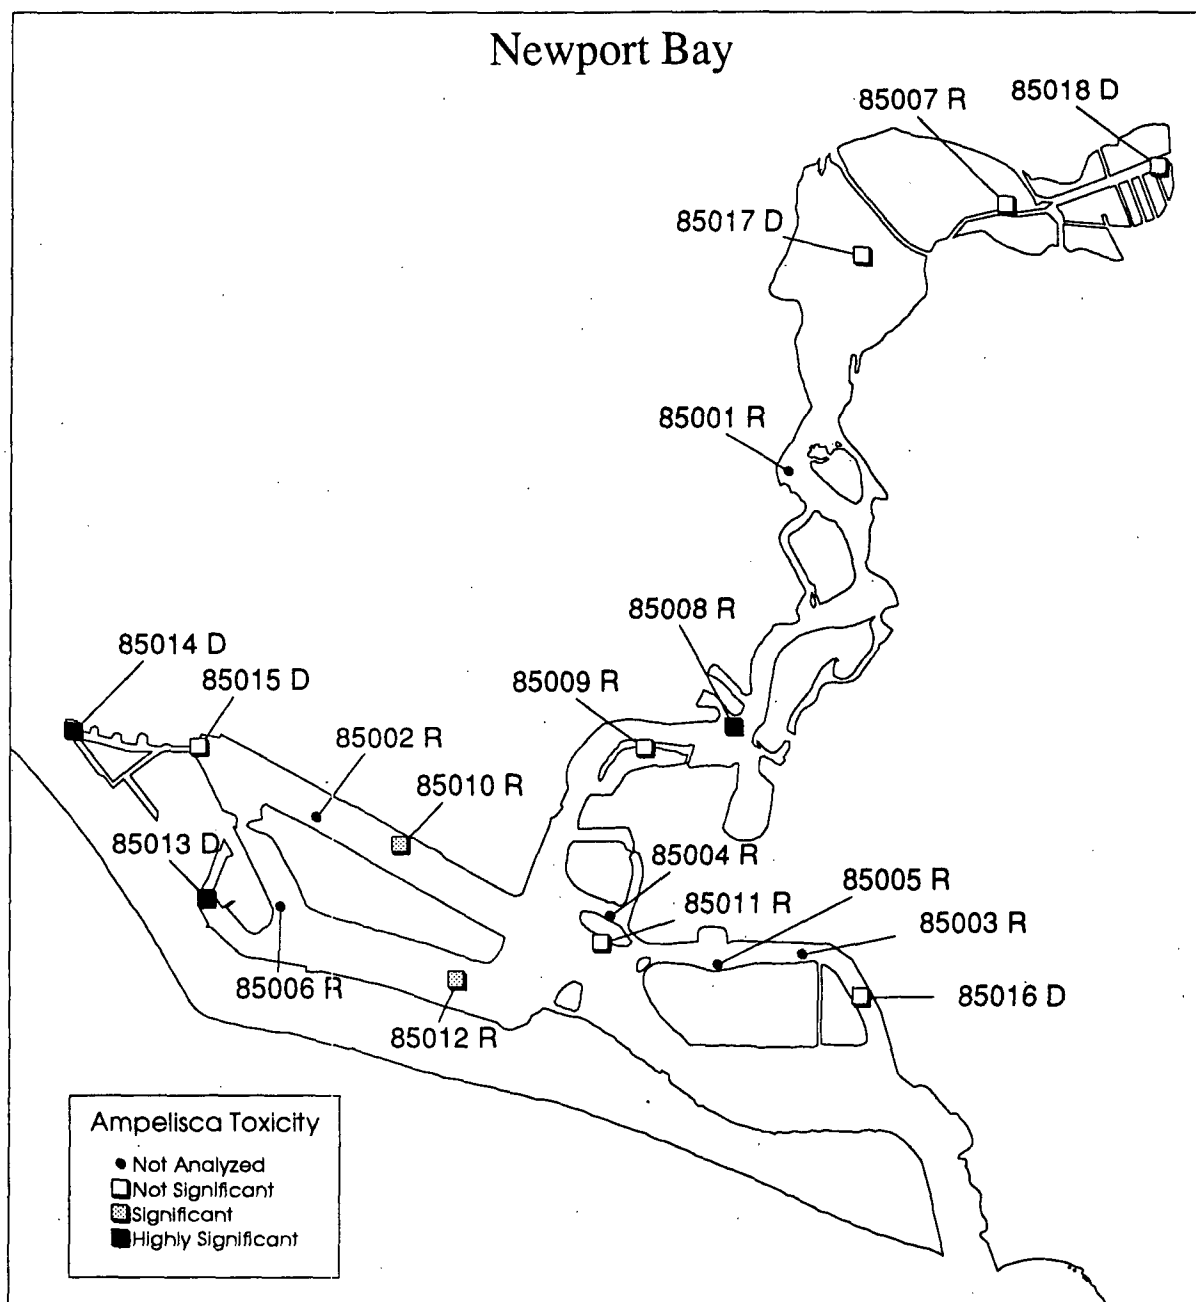 Newport Bay
85018 D
85007 R
85017 D
85001 R
85008 R
85014 D
85015 D
85009 R
85002 R
85010 R
85013 D
85004 R
85005 R
85011 R
85003 R
85006 R
85016 D
85012 R
Ampelisca Toxicity
Not Analyzed
Not Significant
Significant
Highly Significant